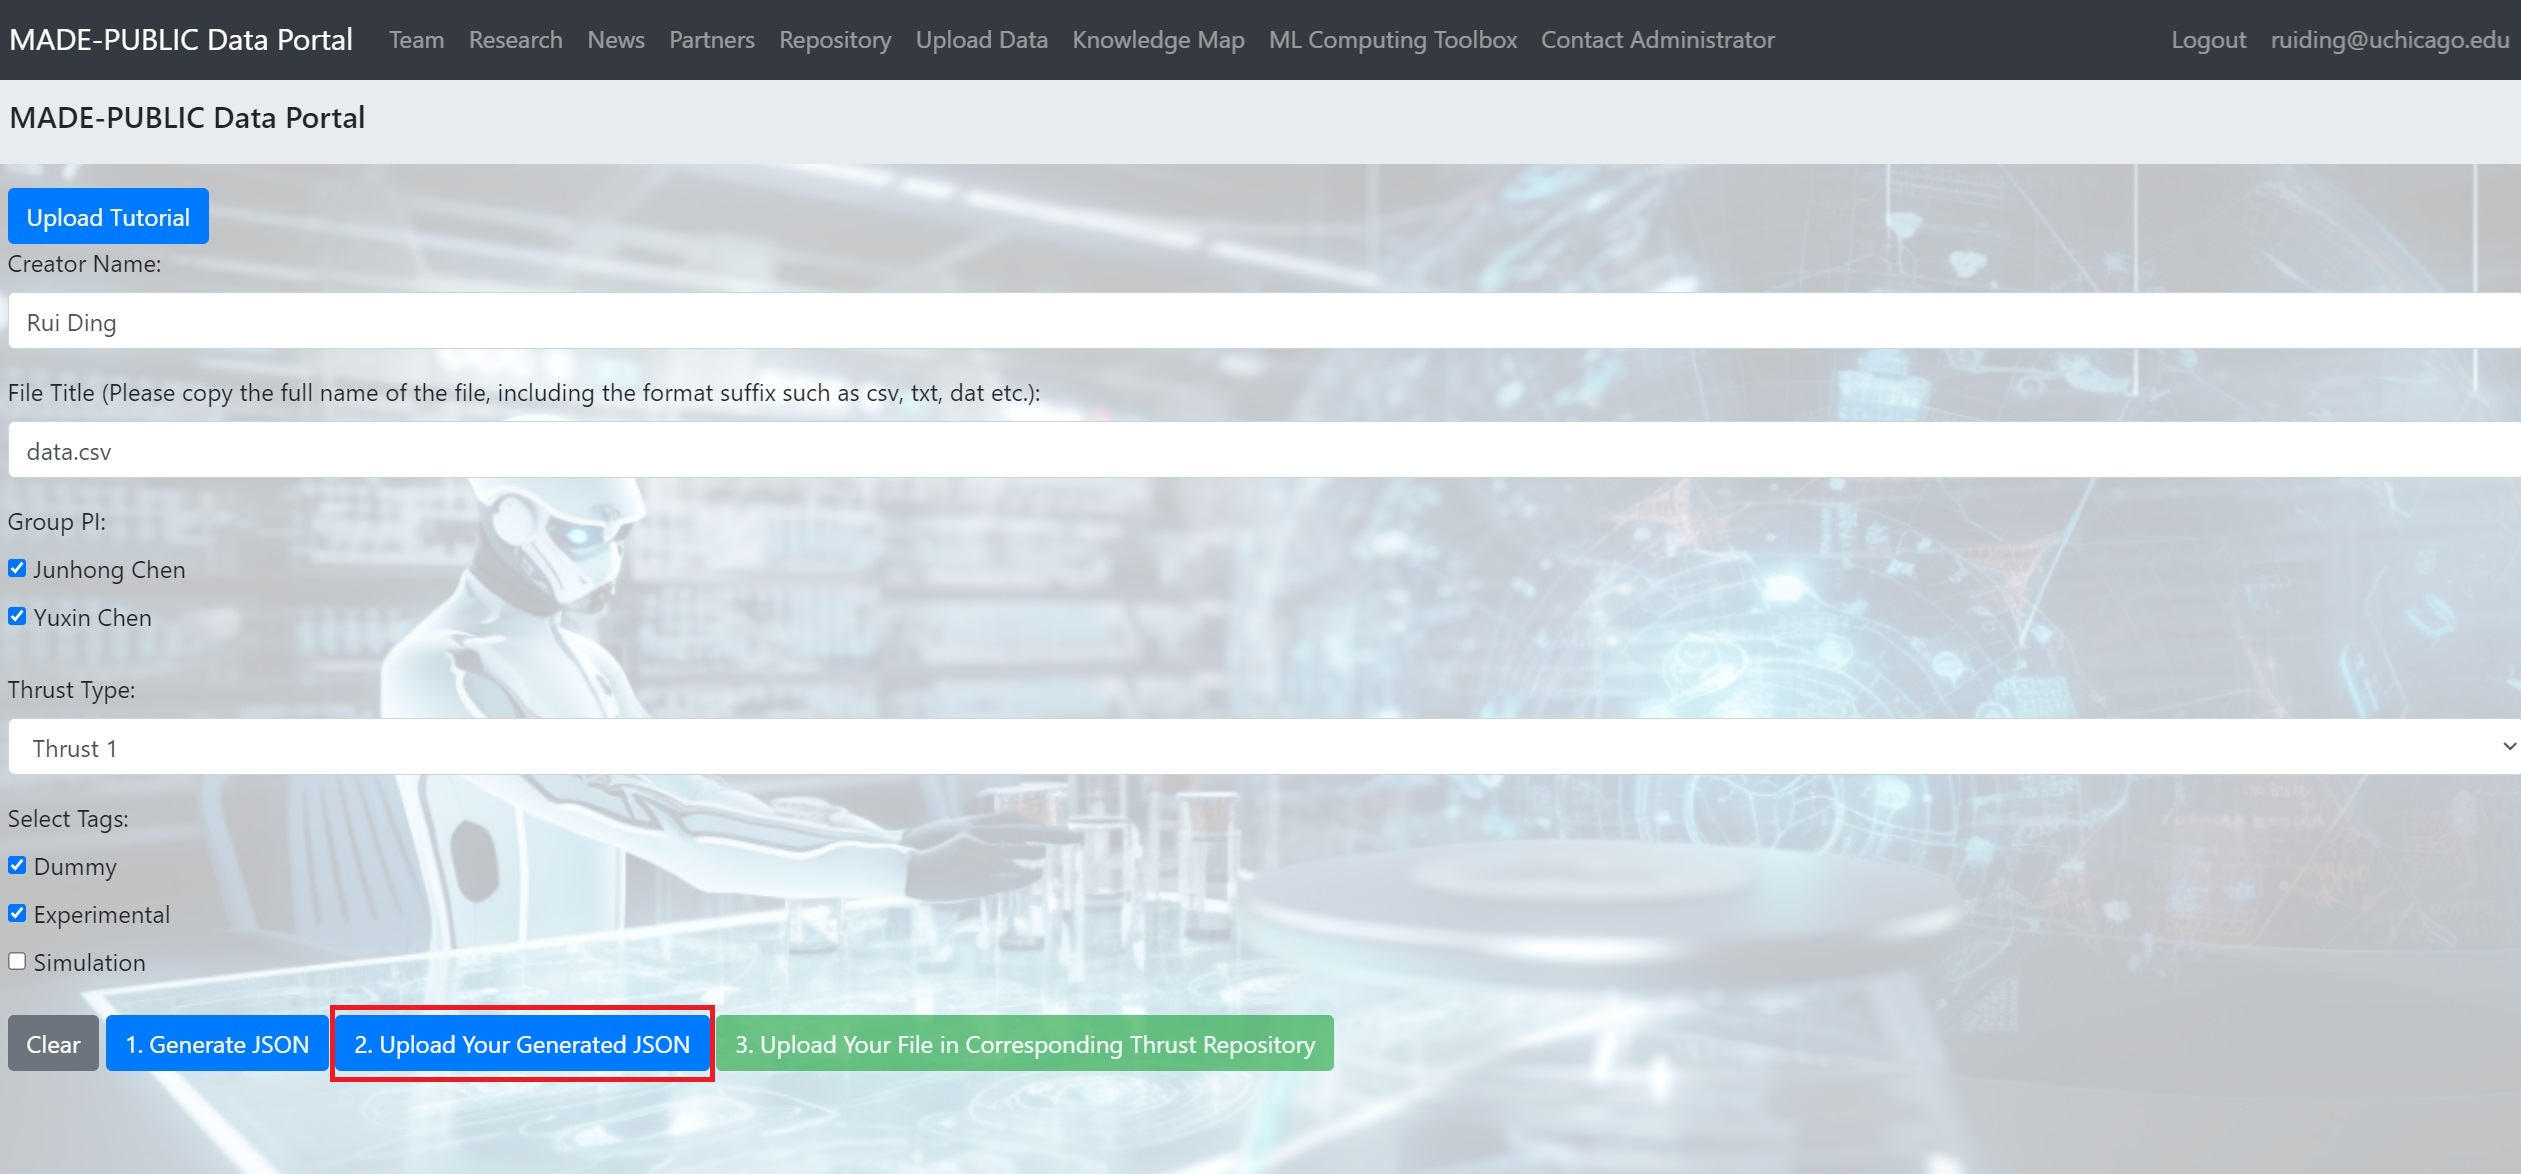 MADE-PUBLIC Data Portal Team Research News Partners Repository Upload Data Knowledge Map ML Computing Toolbox Contact Administrator Logout ruiding@uchicago.edu
MADE-PUBLIC Data Portal
Upload Tutorial
Creator Name:
Rui Ding
File Title (Please copy the full name of the file, including the format suffix such as csv, txt, dat etc.):
data.csv
Group PI:
Junhong Chen
Yuxin Chen
Thrust Type:
Thrust 1
Select Tags:
Dummy
Experimental
Simulation
Clear 1. Generate JSON 2. Upload Your Generated JSON 3. Upload Your File in Corresponding Thrust Repository